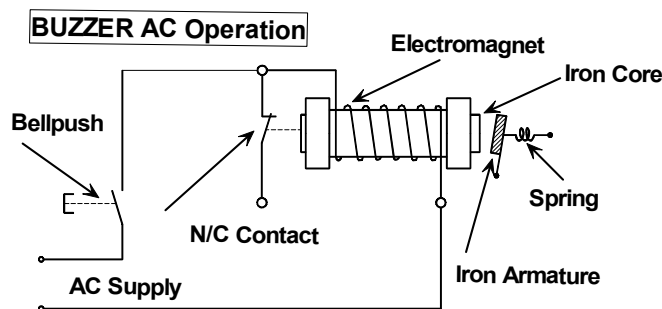 BUZZER AC Operation
Electromagnet
Iron Core
Bellpush
Spring
N/C Contact
Iron Armature
AC Supply